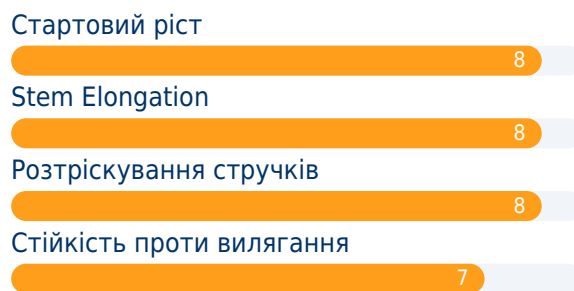 Стартовий ріст
8
Stem Elongation
8
Розтріскування стручків
8
Стійкість проти вилягання
7